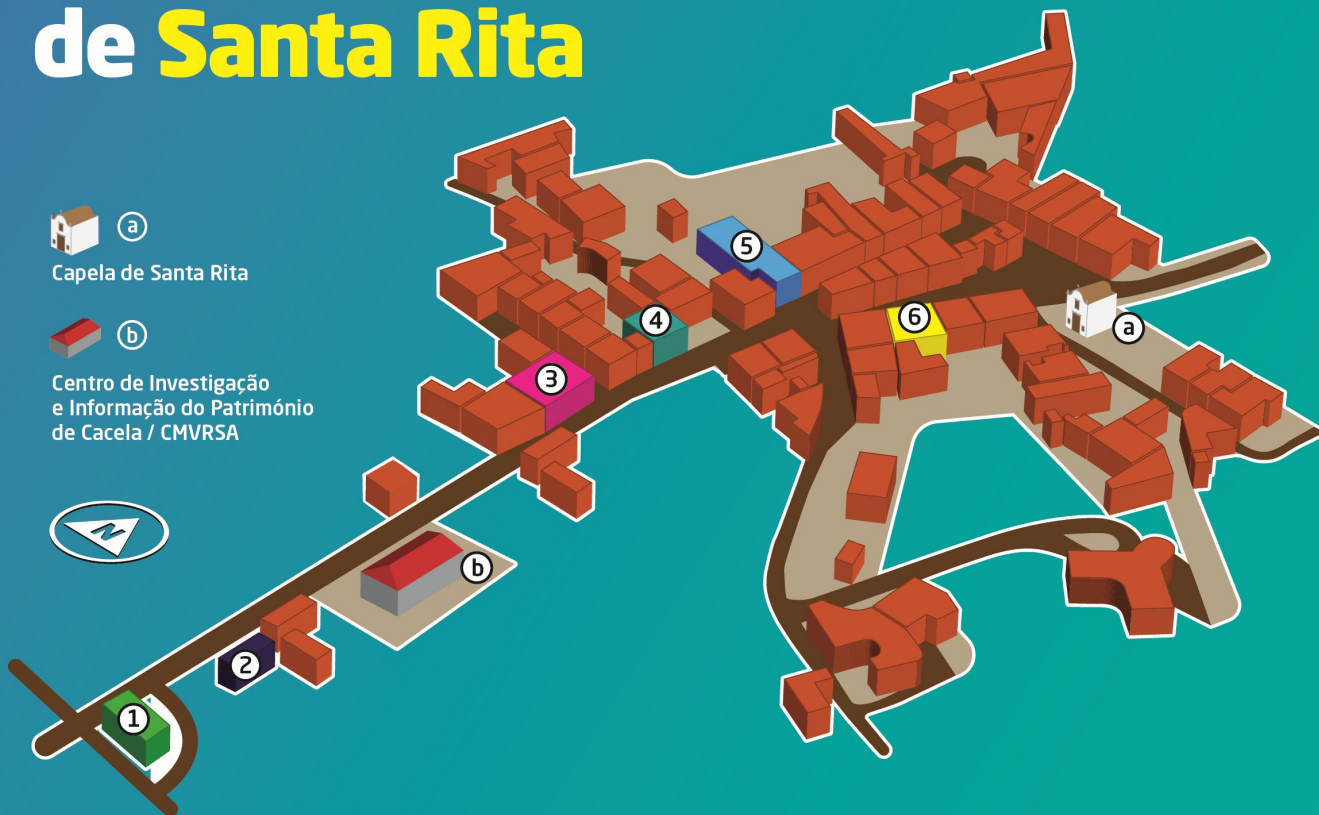 de Santa Rita
a
Capela de Santa Rita
b
Centro de Investigação
e Informação do Património
de Cacela / CMVRSA
N
5
4
6
a
3
b
2
1